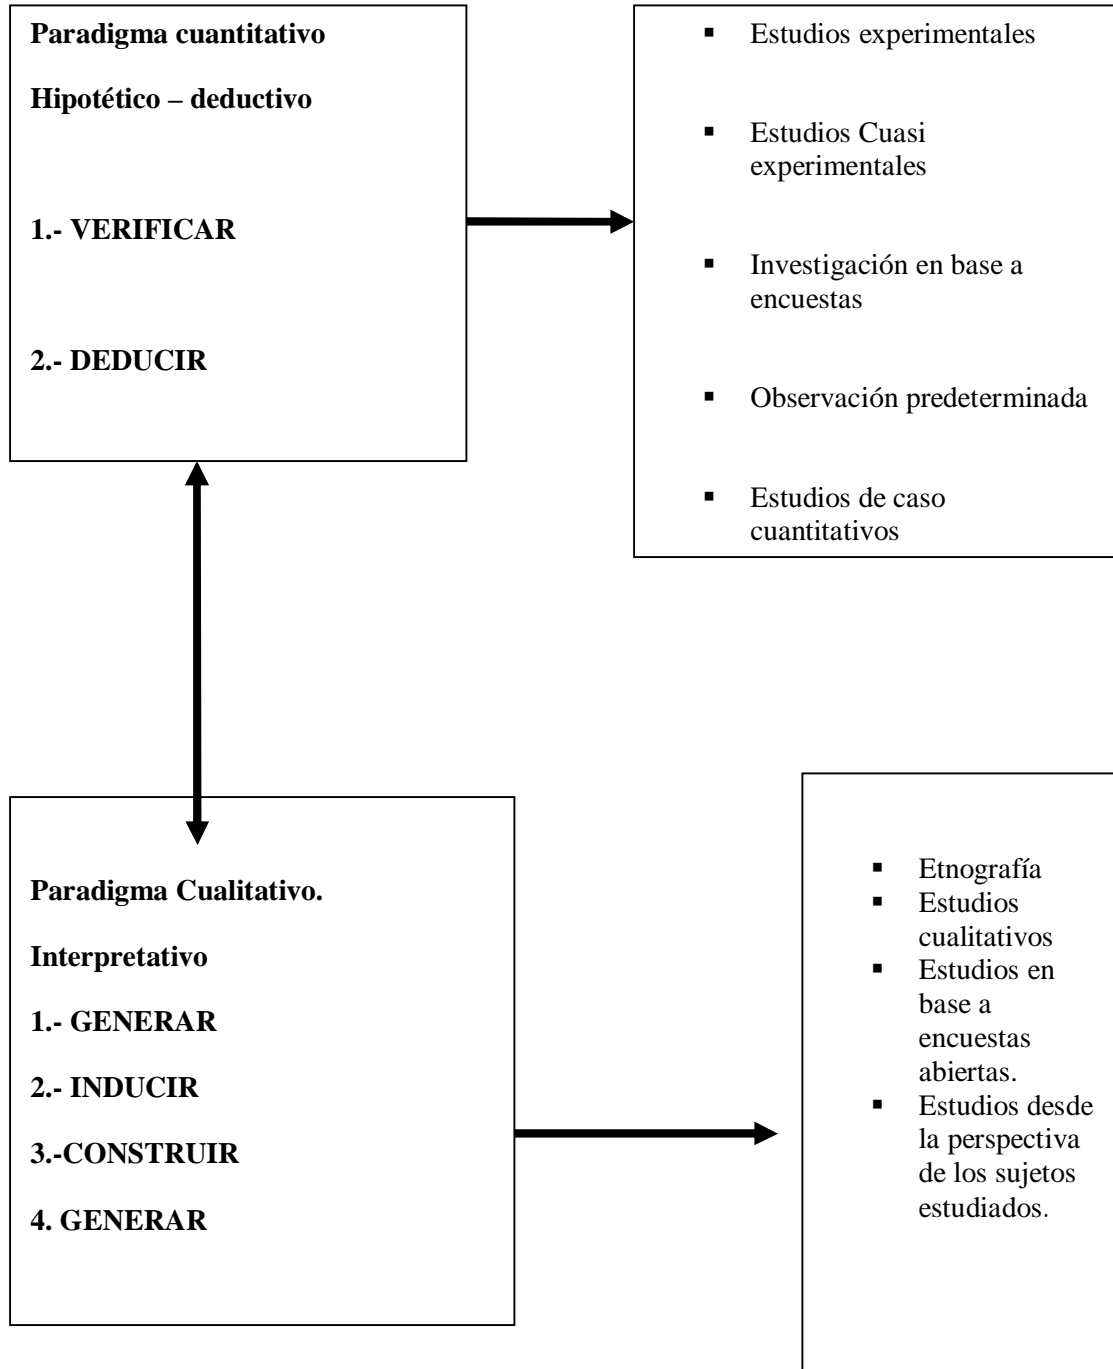 Paradigma cuantitativo
Hipotético – deductivo
1.- VERIFICAR
2.- DEDUCIR
▪ Estudios experimentales
▪ Estudios Cuasi
experimentales
▪ Investigación en base a
encuestas
▪ Observación predeterminada
▪ Estudios de caso
cuantitativos
Paradigma Cualitativo.
Interpretativo
1.- GENERAR
2.- INDUCIR
3.-CONSTRUIR
4. GENERAR
▪ Etnografía
▪ Estudios
cualitativos
▪ Estudios en
base a
encuestas
abiertas.
▪ Estudios desde
la perspectiva
de los sujetos
estudiados.